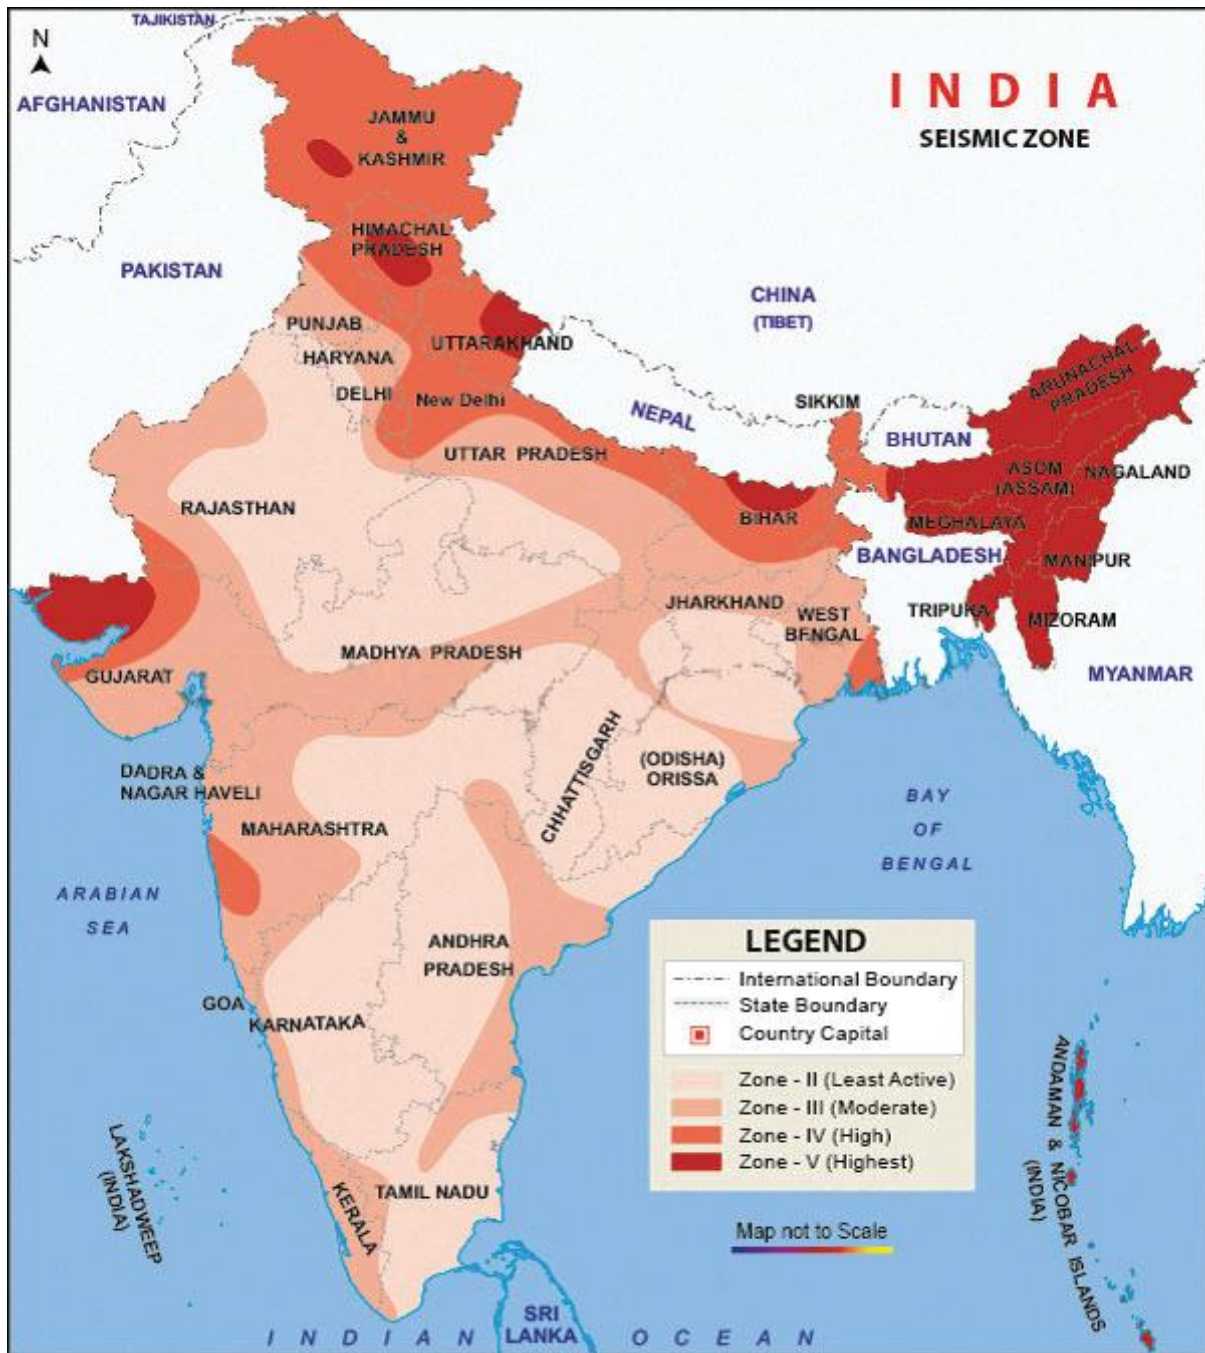 TAJIKISTAN
N
AFGHANISTAN
INDIA
SEISMIC ZONE
JAMMU
&
KASHMIR
HIMACHAL
PRADESH
PAKISTAN
CHINA
(TIBET)
PUNJAB
HARYANA
UTTARAKHAND
DELHI
New Delhi
NEPAL
SIKKIM
BHUTAN
ARUNACHAL
PRADESH
UTTAR PRADESH
ASOM
(ASSAM)
NAGALAND
RAJASTHAN
BIHAR
MEGHALAYA
BANGLADESH
MANIPUR
JHARKHAND
WEST
BENGAL
TRIPUKA
MIZORAM
MADHYA PRADESH
GUJARAT
MYANMAR
CHHATTISGARH
(ODISHA)
ORISSA
DADRA &
NAGAR HAVELI
MAHARASHTRA
BAY
OF
BENGAL
ARABIAN
SEA
ANDHRA
PRADESH
GOA
KARNATAKA
LEGEND
International Boundary
State Boundary
Country Capital
Zone - II (Least Active)
Zone - III (Moderate)
Zone - IV (High)
Zone - V (Highest)
Map not to Scale
LAKSHADWEEP
(INDIA)
KERALA
TAMIL NADU
ANDAMAN & NICOBAR ISLANDS
(INDIA)
SRI
LANKA
INDIAN OCEAN